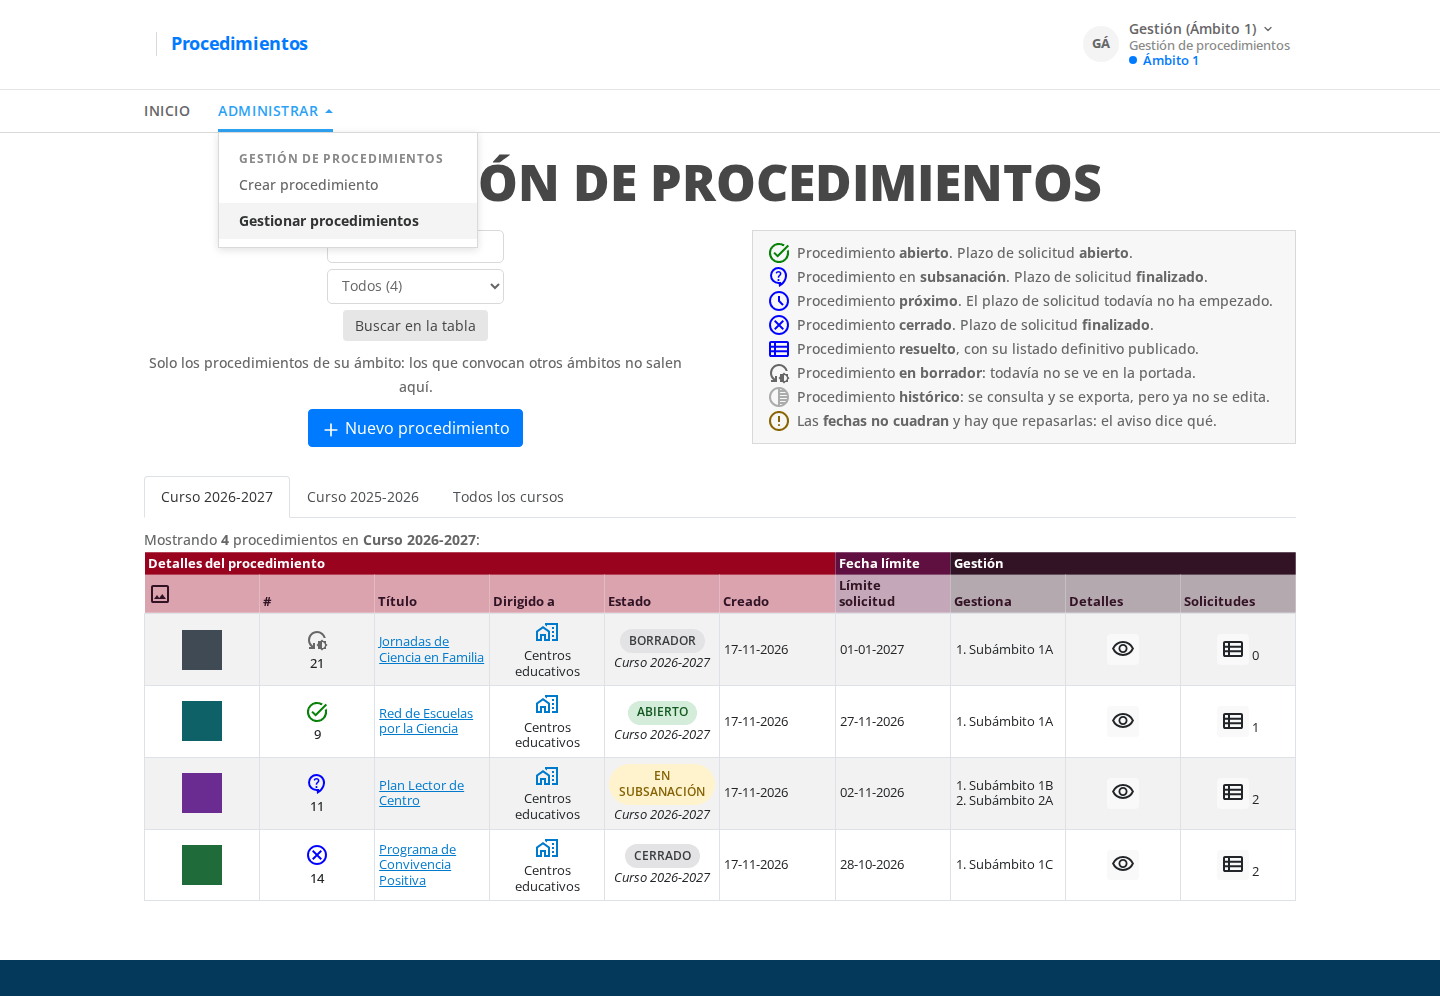 Procedimientos
GÁ
Gestión (Ámbito 1)
Gestión de procedimientos
Ámbito 1
INICIO
ADMINISTRAR
GESTIÓN DE PROCEDIMIENTOS
Crear procedimiento
Gestionar procedimientos
ÓN DE PROCEDIMIENTOS
Todos (4)
Buscar en la tabla
Solo los procedimientos de su ámbito: los que convocan otros ámbitos no salen
aquí.
Nuevo procedimiento
Procedimiento abierto. Plazo de solicitud abierto.
Procedimiento en subsanación. Plazo de solicitud finalizado.
Procedimiento próximo. El plazo de solicitud todavía no ha empezado.
Procedimiento cerrado. Plazo de solicitud finalizado.
Procedimiento resuelto, con su listado definitivo publicado.
Procedimiento en borrador: todavía no se ve en la portada.
Procedimiento histórico: se consulta y se exporta, pero ya no se edita.
Las fechas no cuadran y hay que repasarlas: el aviso dice qué.
Curso 2026-2027
Curso 2025-2026
Todos los cursos
Mostrando 4 procedimientos en Curso 2026-2027:
Detalles del procedimiento
Fecha límite
Gestión
#
Título
Dirigido a
Estado
Creado
Límite
solicitud
Gestiona
Detalles
Solicitudes
21
Jornadas de
Ciencia en Familia
Centros
educativos
BORRADOR
Curso 2026-2027
17-11-2026
01-01-2027
1. Subámbito 1A
0
9
Red de Escuelas
por la Ciencia
Centros
educativos
ABIERTO
Curso 2026-2027
17-11-2026
27-11-2026
1. Subámbito 1A
1
11
Plan Lector de
Centro
Centros
educativos
EN
SUBSANACIÓN
Curso 2026-2027
17-11-2026
02-11-2026
1. Subámbito 1B
2. Subámbito 2A
2
14
Programa de
Convivencia
Positiva
Centros
educativos
CERRADO
Curso 2026-2027
17-11-2026
28-10-2026
1. Subámbito 1C
2